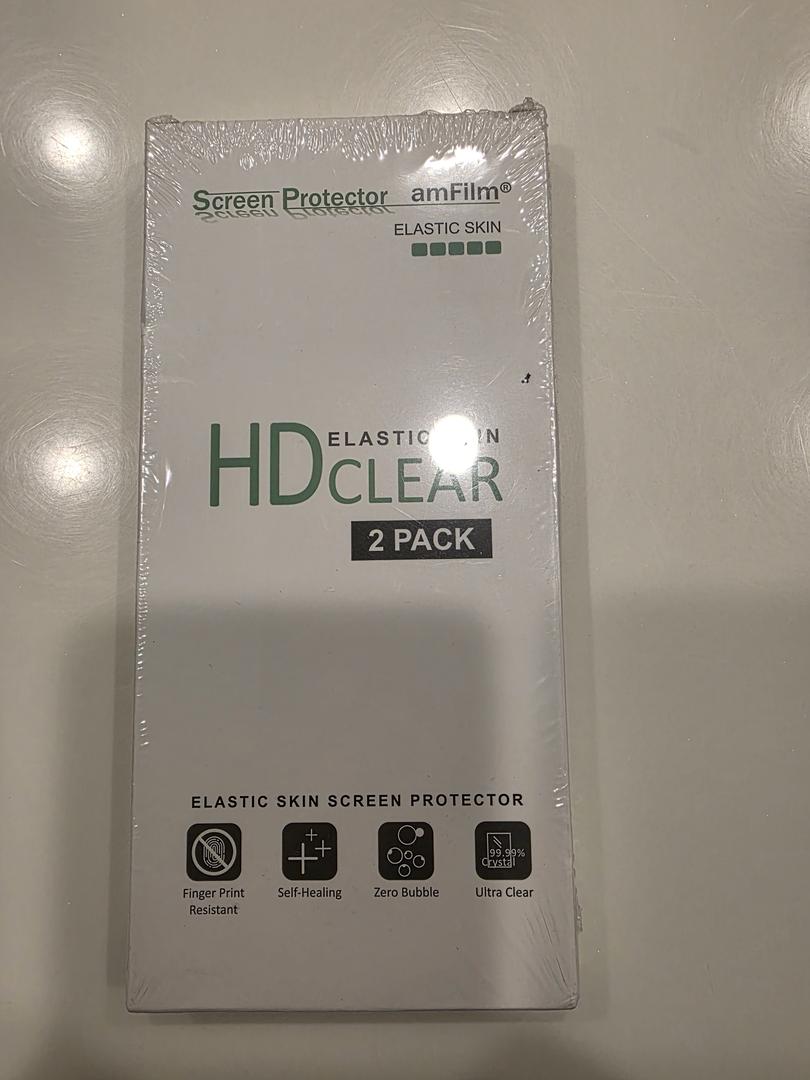 Screen Protector amFilm®
ELASTIC SKIN
HD ELASTIC
CLEAR
2 PACK
ELASTIC SKIN SCREEN PROTECTOR
99.99%
Crystal
Finger Print Resistant
Self-Healing
Zero Bubble
Ultra Clear